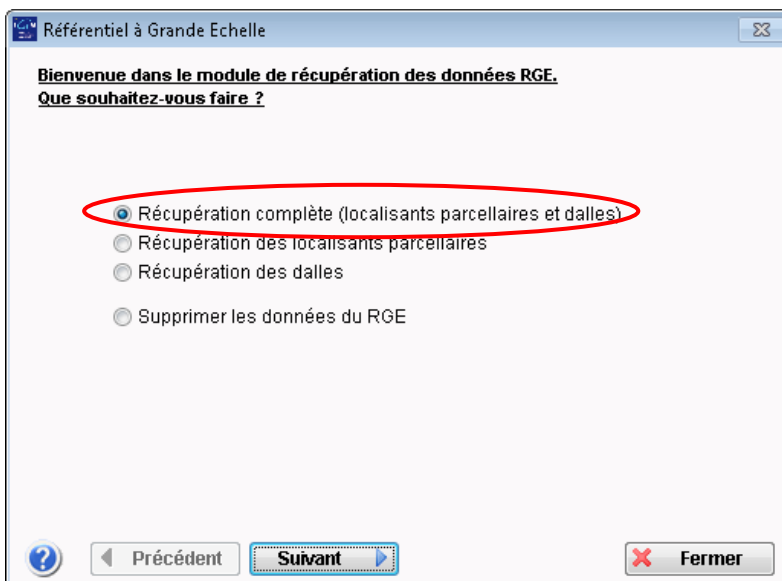 Référentiel à Grande Echelle
Bienvenue dans le module de récupération des données RGE.
Que souhaitez-vous faire ?
Récupération complète (localisants parcellaires et dalles)
Récupération des localisants parcellaires
Récupération des dalles
Supprimer les données du RGE
? Précédent Suivant Fermer